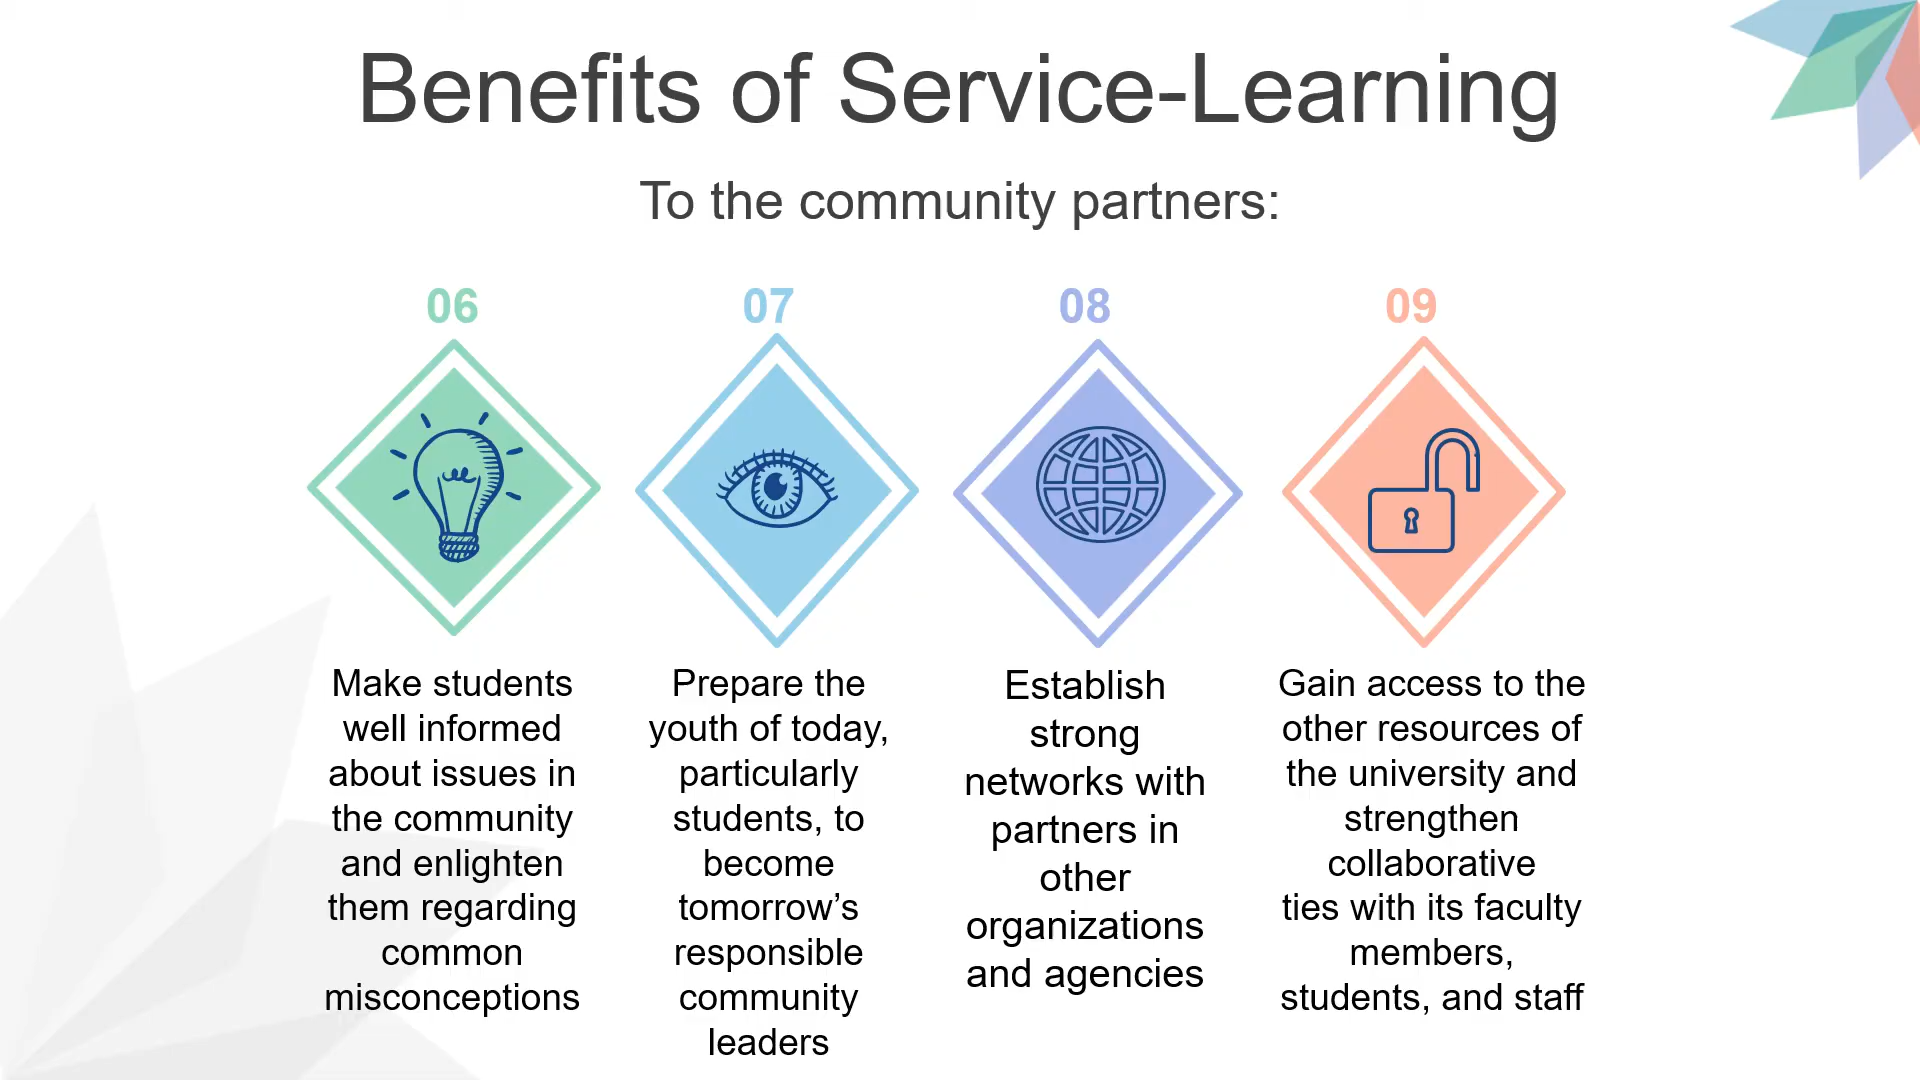 Benefits of Service-Learning
To the community partners:
06
Make students
well informed
about issues in
the community
and enlighten
them regarding
common
misconceptions
07
Prepare the
youth of today,
particularly
students, to
become
tomorrow’s
responsible
community
leaders
08
Establish
strong
networks with
partners in
other
organizations
and agencies
09
Gain access to the
other resources of
the university and
strengthen
collaborative
ties with its faculty
members,
students, and staff